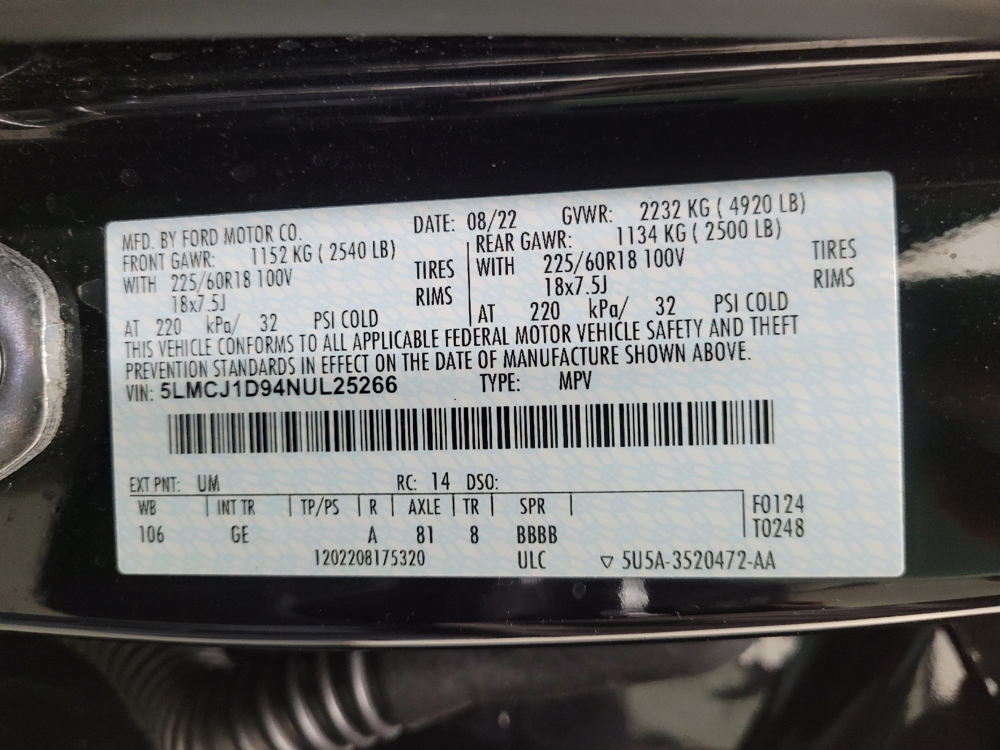 MFD. BY FORD MOTOR CO. DATE: 08/22 GVWR: 2232 KG ( 4920 LB)
FRONT GAWR: 1152 KG ( 2540 LB) REAR GAWR: 1134 KG ( 2500 LB)
WITH 225/60R18 100V TIRES WITH 225/60R18 100V TIRES
18x7.5J RIMS 18x7.5J RIMS
AT 220 kPa/ 32 PSI COLD AT 220 kPa/ 32 PSI COLD
THIS VEHICLE CONFORMS TO ALL APPLICABLE FEDERAL MOTOR VEHICLE SAFETY AND THEFT
PREVENTION STANDARDS IN EFFECT ON THE DATE OF MANUFACTURE SHOWN ABOVE.
VIN: 5LMCJ1D94NUL25266 TYPE: MPV
EXT PNT: UM RC: 14 DSO:
WB INT TR TP/PS R AXLE TR SPR F0124
106 GE A 81 8 BBBB T0248
1202208175320 ULC ▽ 5U5A-3520472-AA